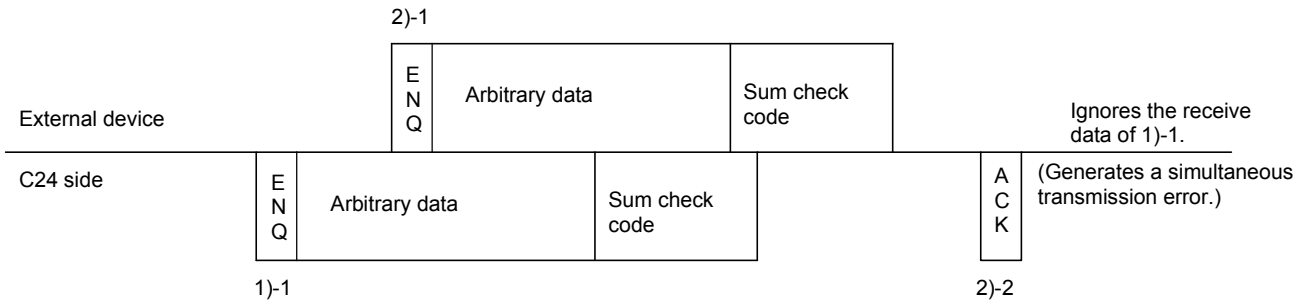 2)-1
E
N
Q
Arbitrary data
Sum check
code
External device
Ignores the receive
data of 1)-1.
C24 side
E
N
Q
Arbitrary data
Sum check
code
A
C
K
(Generates a simultaneous
transmission error.)
1)-1
2)-2